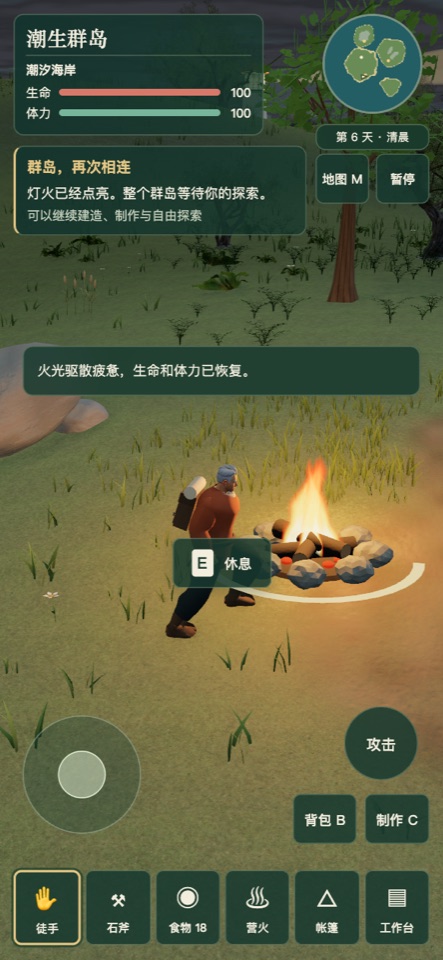 潮生群岛
潮汐海岸
生命 100
体力 100
第 6 天 · 清晨
地图 M
暂停
群岛，再次相连
灯火已经点亮。整个群岛等待你的探索。
可以继续建造、制作与自由探索
火光驱散疲惫，生命和体力已恢复。
E 休息
攻击
背包 B
制作 C
徒手
石斧
食物 18
营火
帐篷
工作台